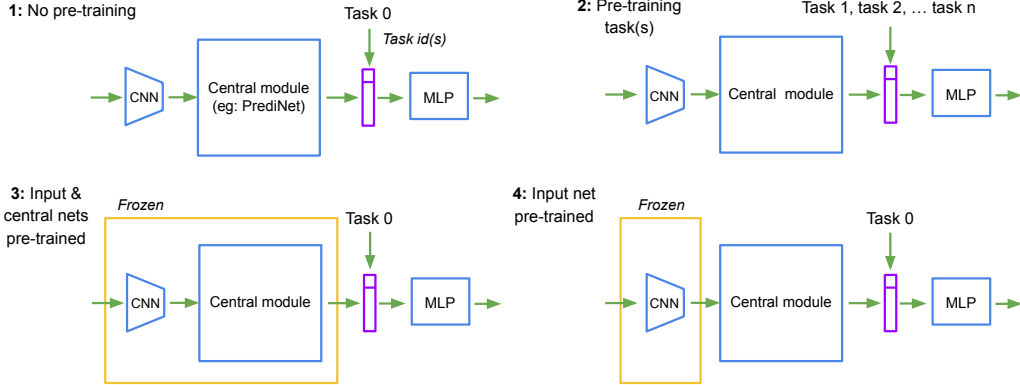 1: No pre-training
Task 0
Task id(s)
CNN
Central module
(eg: PrediNet)
MLP
2: Pre-training
task(s)
Task 1, task 2, … task n
CNN
Central module
MLP
3: Input &
central nets
pre-trained
Frozen
Task 0
CNN
Central module
MLP
4: Input net
pre-trained
Frozen
Task 0
CNN
Central module
MLP